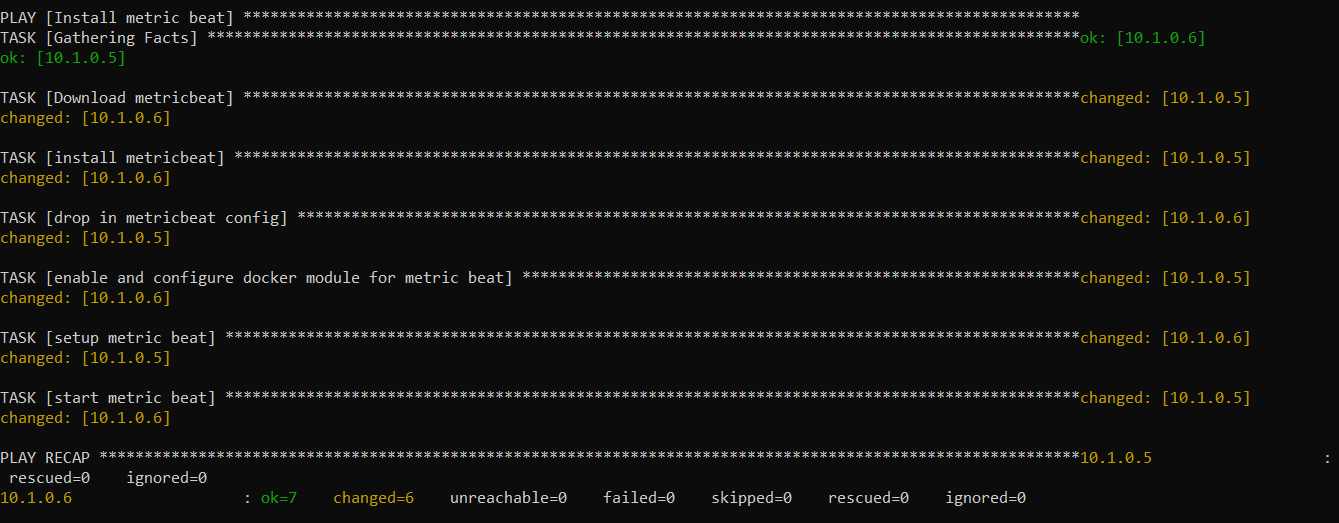 PLAY [Install metric beat] *********************************************************************************************
TASK [Gathering Facts] *************************************************************************************************ok: [10.1.0.6]
ok: [10.1.0.5]
TASK [Download metricbeat] *********************************************************************************************changed: [10.1.0.5]
changed: [10.1.0.6]
TASK [install metricbeat] **********************************************************************************************changed: [10.1.0.5]
changed: [10.1.0.6]
TASK [drop in metricbeat config] ***************************************************************************************changed: [10.1.0.6]
changed: [10.1.0.5]
TASK [enable and configure docker module for metric beat] **************************************************************changed: [10.1.0.5]
changed: [10.1.0.6]
TASK [setup metric beat] ***********************************************************************************************changed: [10.1.0.6]
changed: [10.1.0.5]
TASK [start metric beat] ***********************************************************************************************changed: [10.1.0.5]
changed: [10.1.0.6]
PLAY RECAP *************************************************************************************************************10.1.0.5                   :
 rescued=0    ignored=0
10.1.0.6                   : ok=7    changed=6    unreachable=0    failed=0    skipped=0    rescued=0    ignored=0